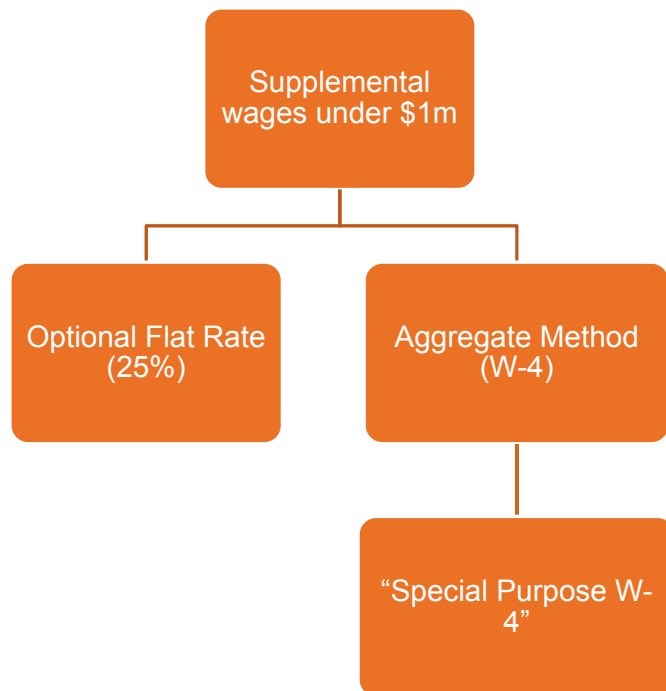 Supplemental
wages under $1m
Optional Flat Rate
(25%)
Aggregate Method
(W-4)
“Special Purpose W-
4”